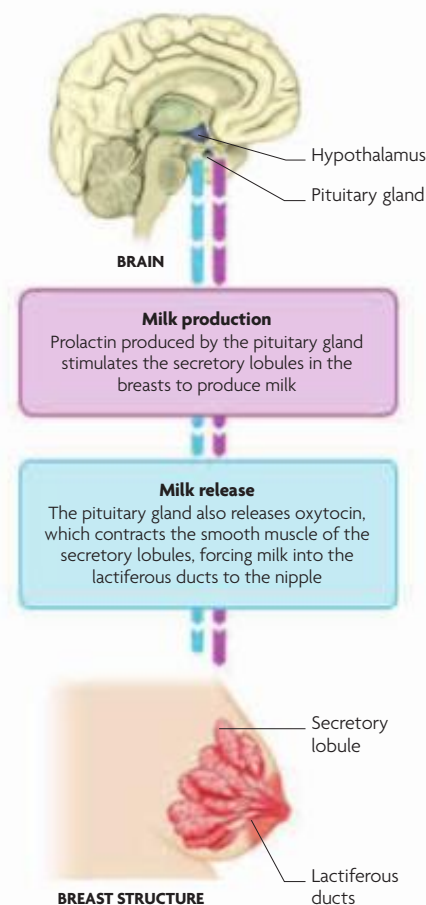 Hypothalamus
Pituitary gland
BRAIN
Milk production
Prolactin produced by the pituitary gland
stimulates the secretory lobules in the
breasts to produce milk
Milk release
The pituitary gland also releases oxytocin,
which contracts the smooth muscle of the
secretory lobules, forcing milk into the
lactiferous ducts to the nipple
Secretory
lobule
Lactiferous
ducts
BREAST STRUCTURE